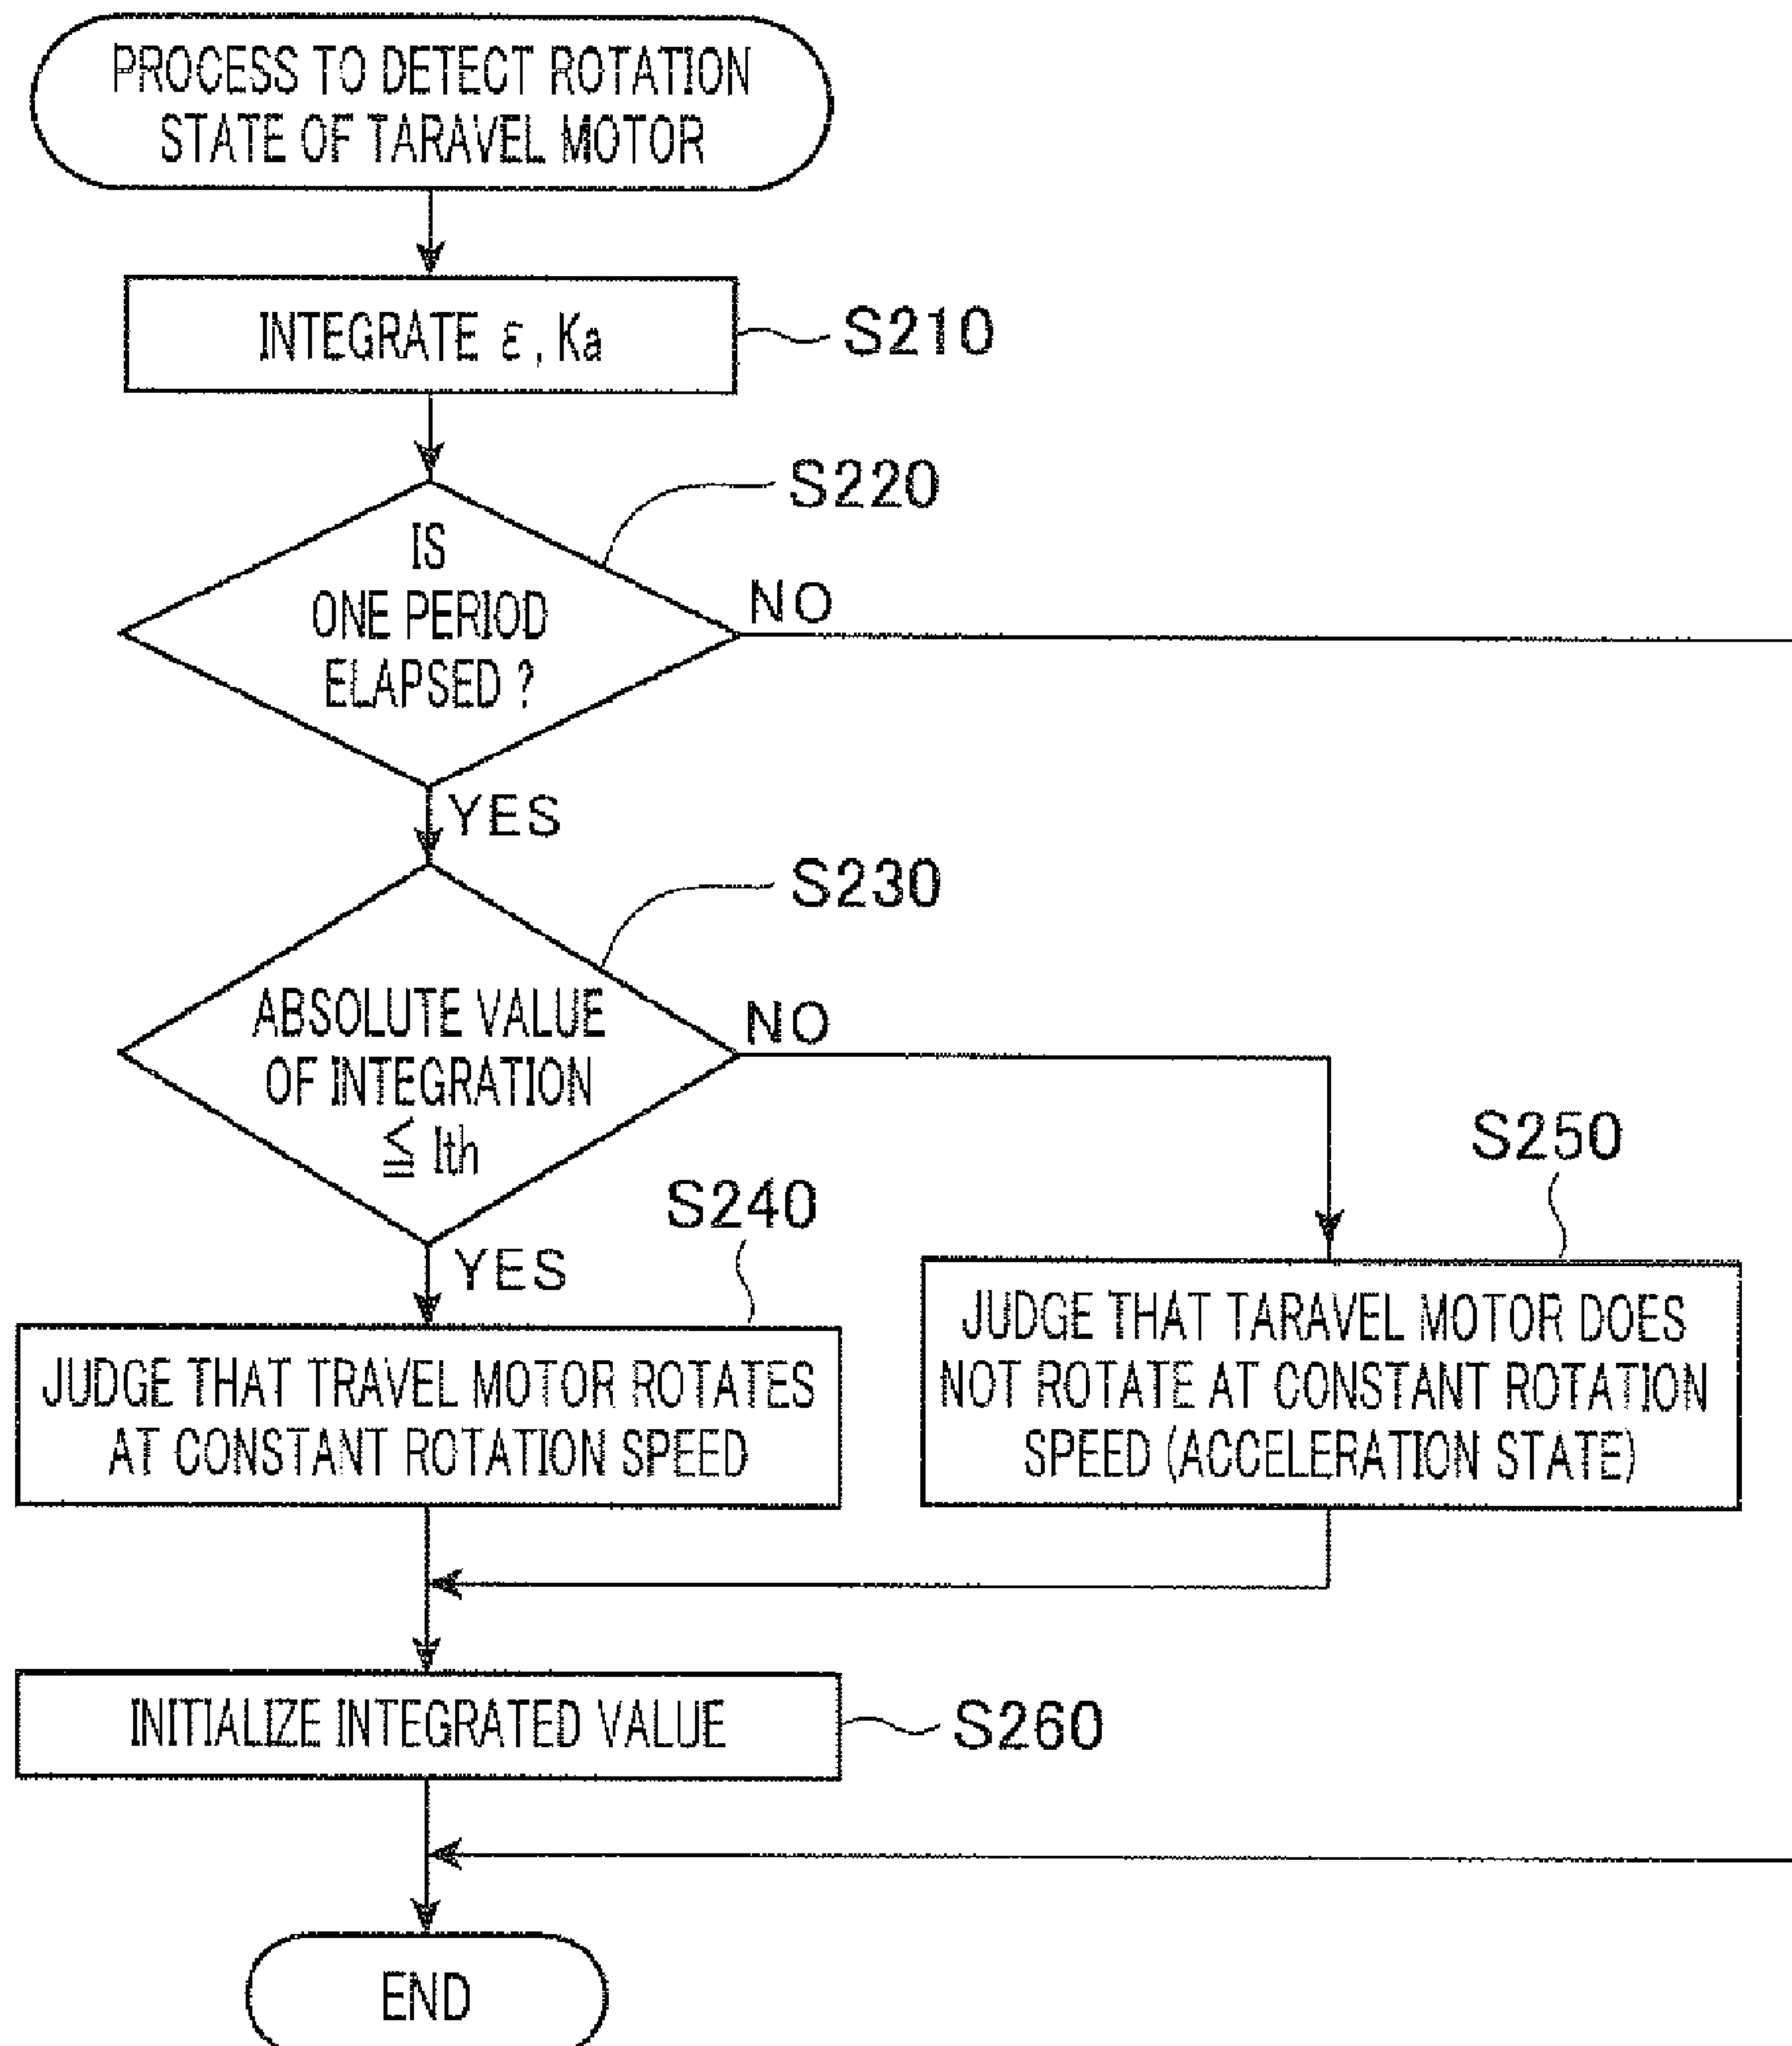 PROCESS TO DETECT ROTATION
STATE OF TARAVEL MOTOR
INTEGRATE ε, Ka
S210
S220
IS
ONE PERIOD
ELAPSED ?
NO
YES
S230
ABSOLUTE VALUE
OF INTEGRATION
≦ Ith
NO
YES
S240
JUDGE THAT TRAVEL MOTOR ROTATES
AT CONSTANT ROTATION SPEED
S250
JUDGE THAT TARAVEL MOTOR DOES
NOT ROTATE AT CONSTANT ROTATION
SPEED (ACCELERATION STATE)
INITIALIZE INTEGRATED VALUE
S260
END